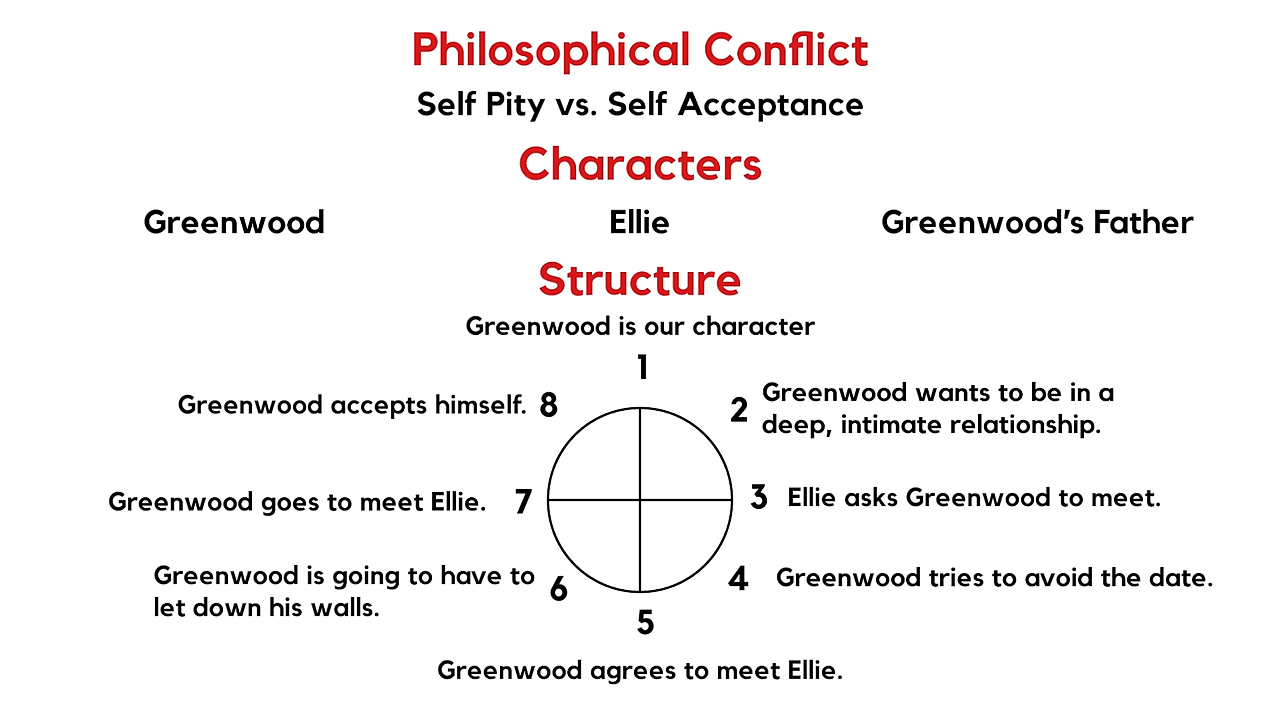 Philosophical Conflict
Self Pity vs. Self Acceptance
Characters
Greenwood
Ellie
Greenwood's Father
Structure
Greenwood is our character
1
2
Greenwood wants to be in a
deep, intimate relationship.
3
Ellie asks Greenwood to meet.
4
Greenwood tries to avoid the date.
5
Greenwood agrees to meet Ellie.
6
Greenwood is going to have to
let down his walls.
7
Greenwood goes to meet Ellie.
8
Greenwood accepts himself.